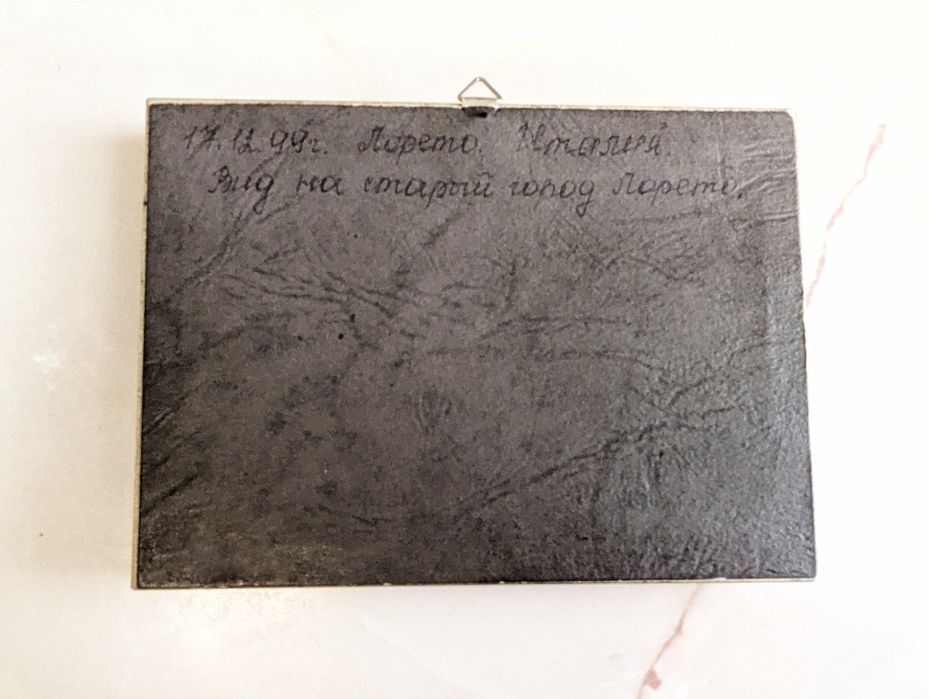 17.12.99г. Лорето. Италия.
Вид на старый город Лорето.